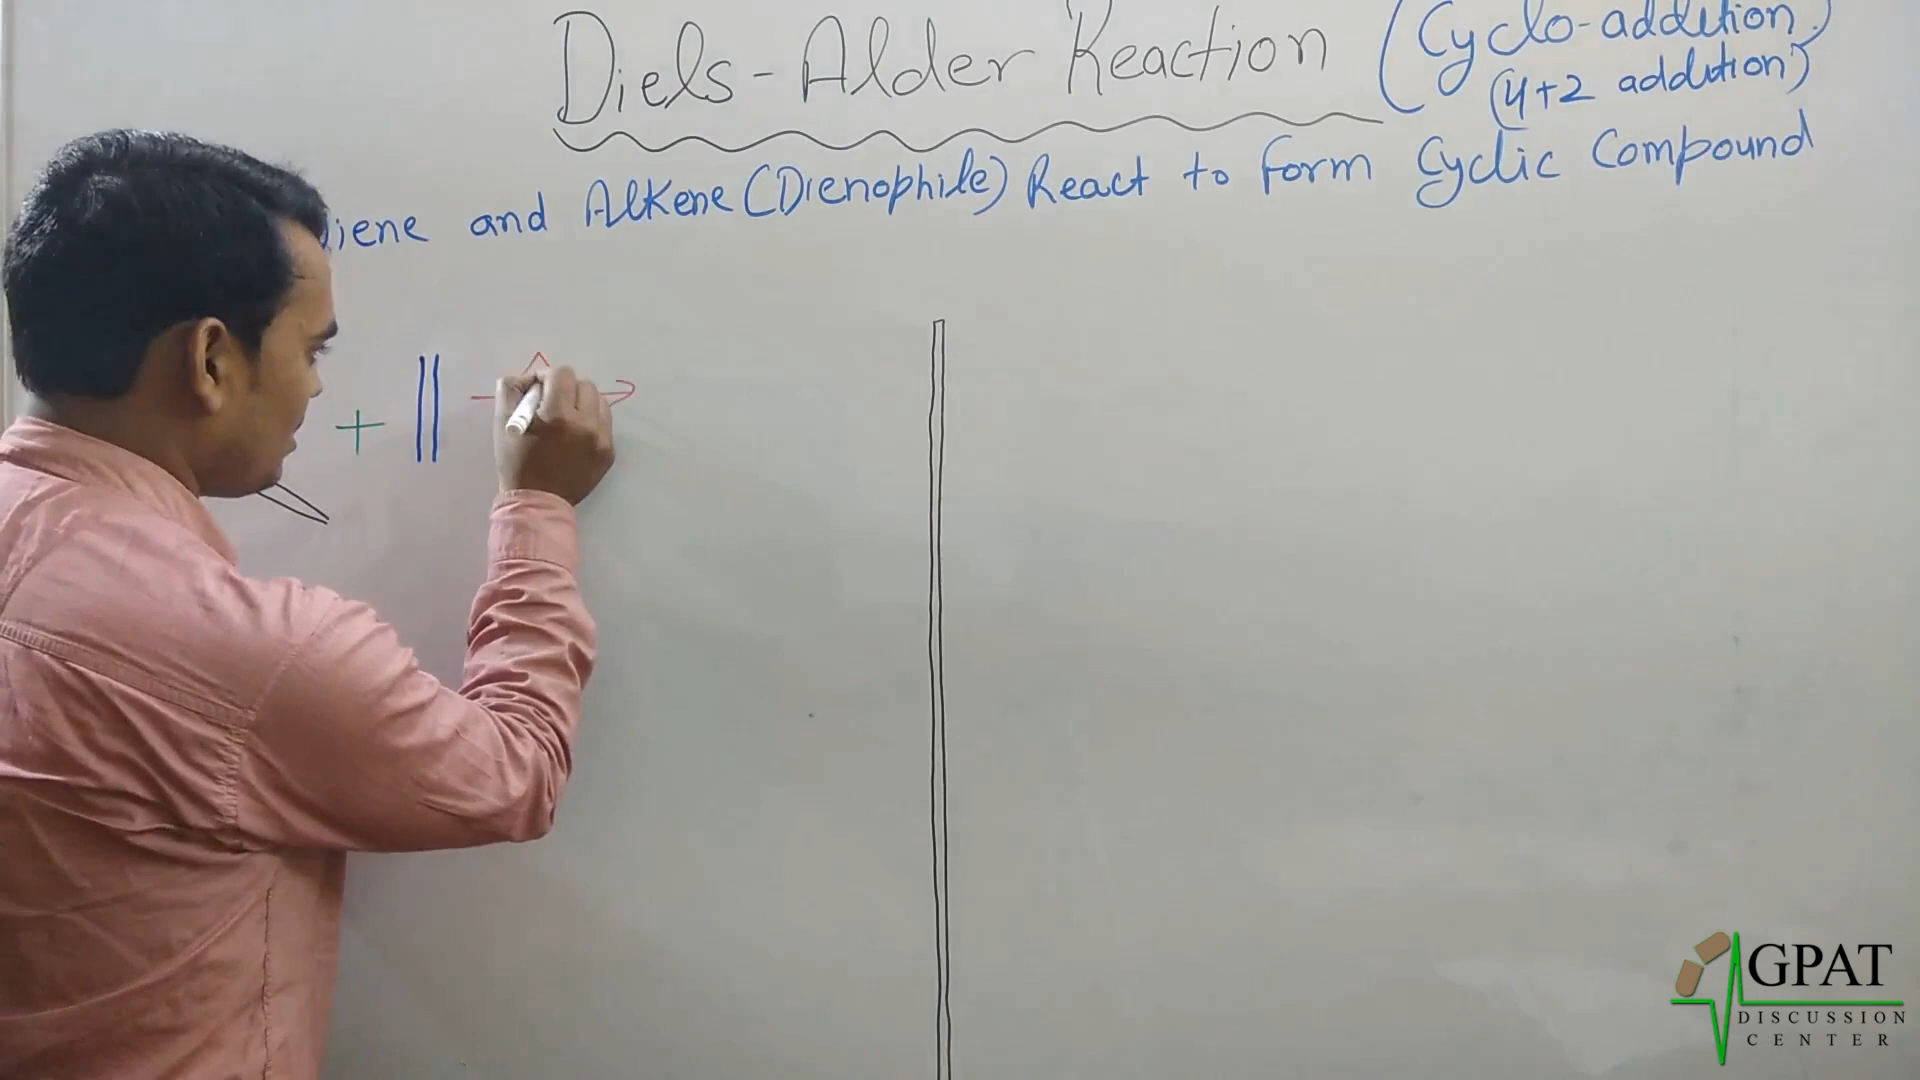 Diels-Alder Reaction (Cyclo-addition)
(4+2 addition)
iene and Alkene (Dienophile) React to form Cyclic Compound
+
GPAT
DISCUSSION
CENTER